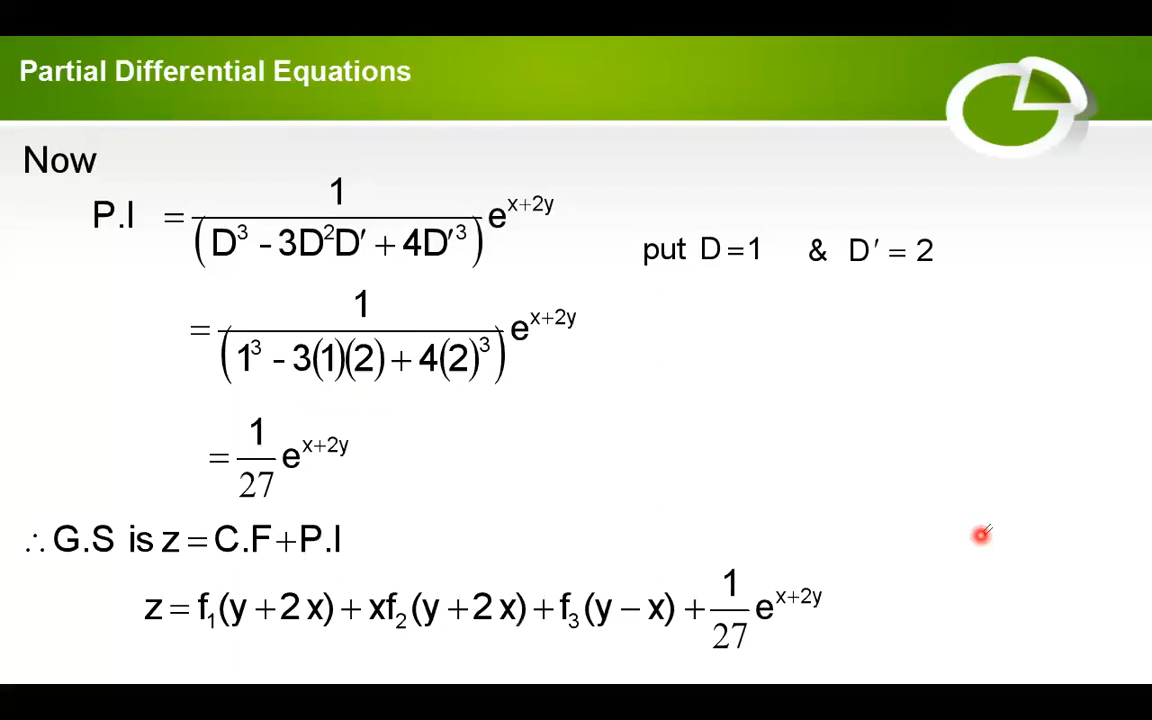 Partial Differential Equations
Now
P.I = 1/(D³ - 3D²D′ + 4D′³) e^(x+2y)
put D = 1 & D′ = 2
= 1/(1³ - 3(1)(2) + 4(2)³) e^(x+2y)
= 1/27 e^(x+2y)
∴ G.S is z = C.F + P.I
z = f₁(y + 2x) + xf₂(y + 2x) + f₃(y − x) + 1/27 e^(x+2y)